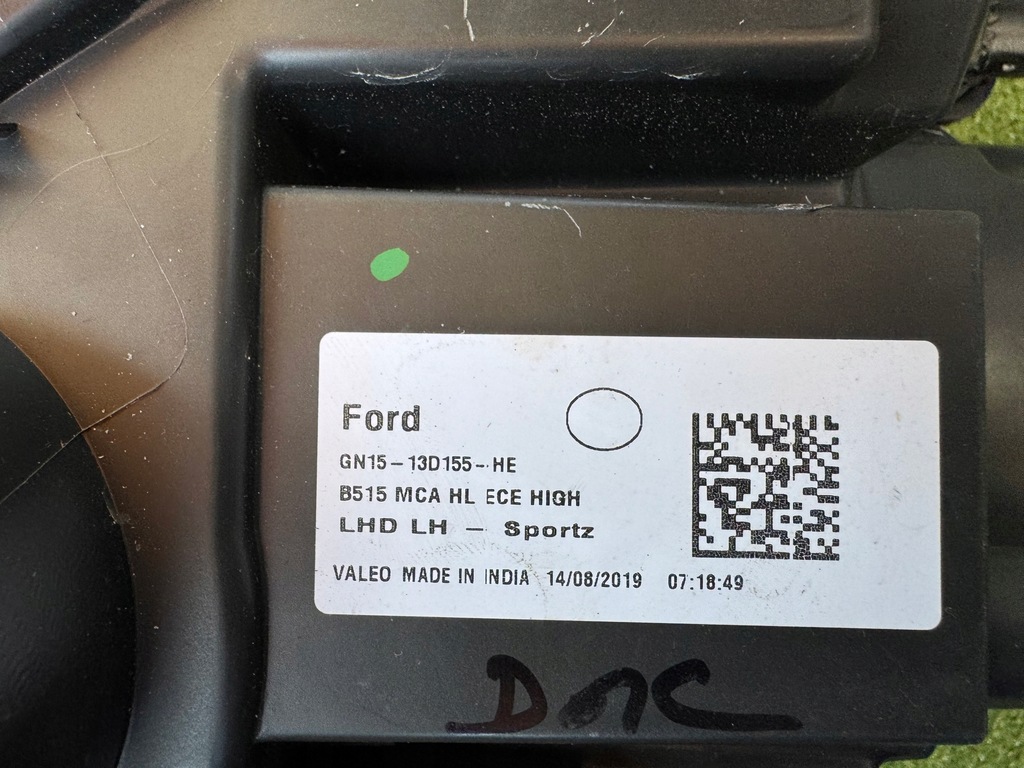 Ford
GN15-13D155-HE
B515 MCA HL ECE HIGH
LHD LH - Sportz
VALEO MADE IN INDIA 14/08/2019 07:18:49